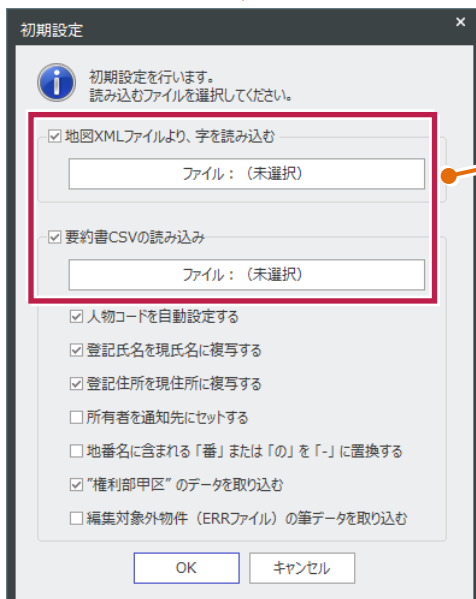 初期設定
初期設定を行います。
読み込むファイルを選択してください。
地図XMLファイルより、字を読み込む
ファイル：（未選択）
要約書CSVの読み込み
ファイル：（未選択）
人物コードを自動設定する
登記氏名を現氏名に複写する
登記住所を現住所に複写する
所有者を通知先にセットする
地番名に含まれる「番」または「の」を「-」に置換する
"権利部甲区" のデータを取り込む
編集対象外物件（ERRファイル）の筆データを取り込む
OK キャンセル